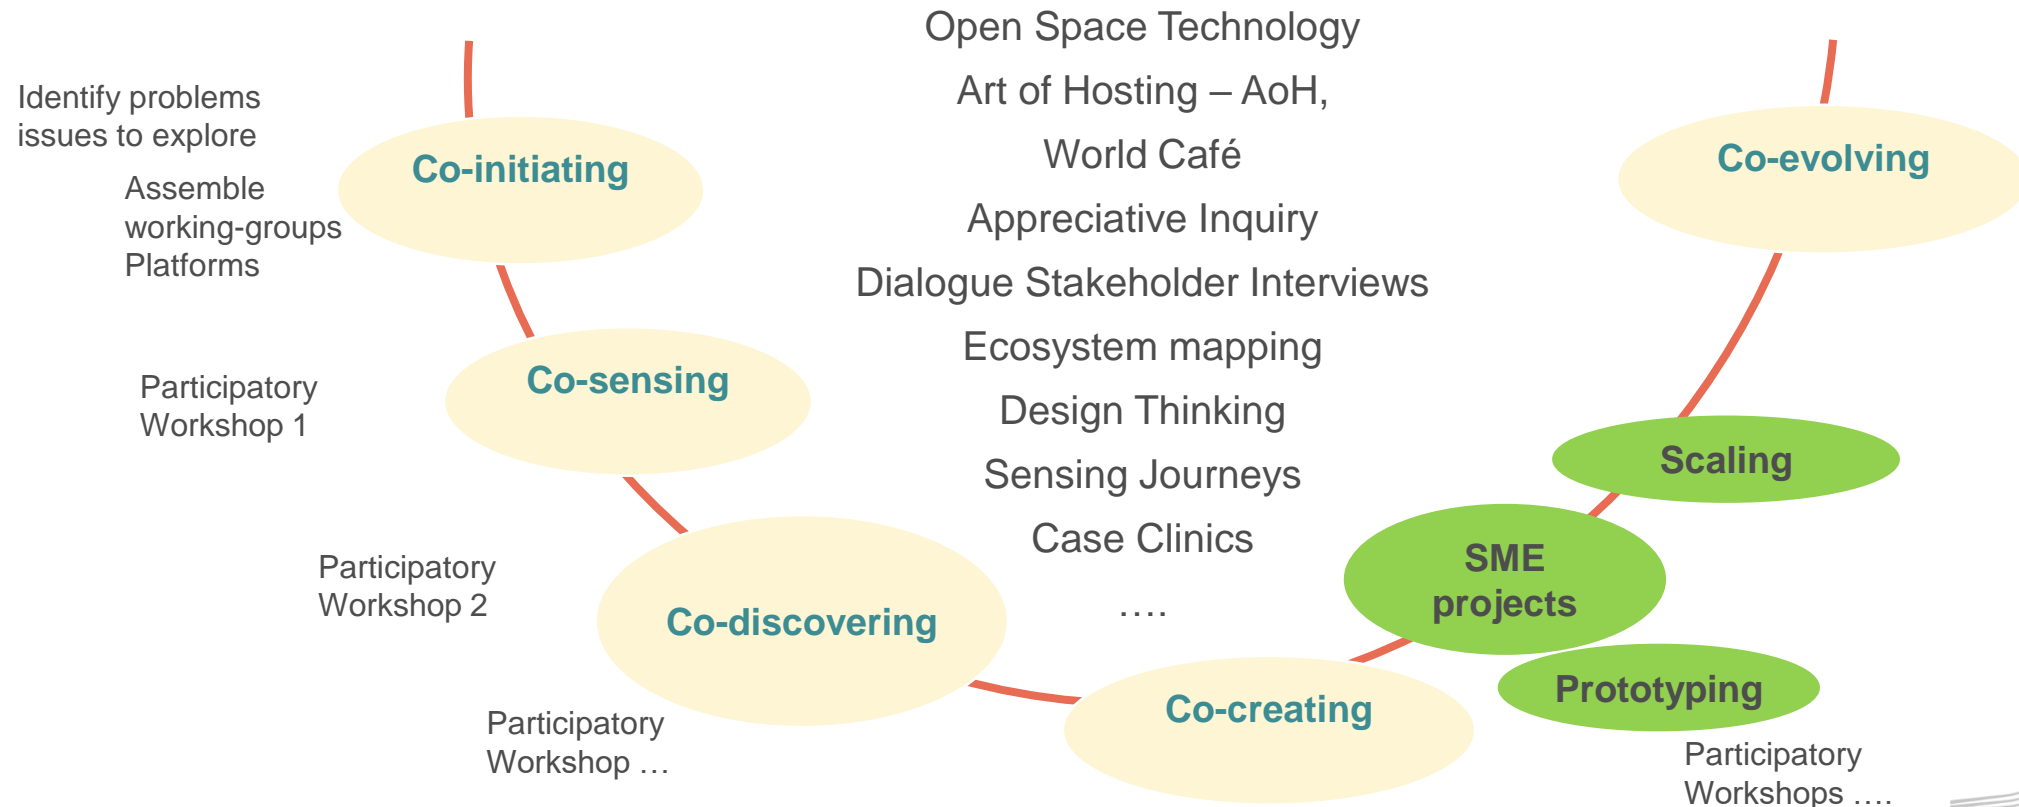 Open Space Technology
Art of Hosting – AoH,
World Café
Appreciative Inquiry
Dialogue Stakeholder Interviews
Ecosystem mapping
Design Thinking
Sensing Journeys
Case Clinics
....
Identify problems
issues to explore
Assemble
working-groups
Platforms
Co-initiating
Participatory
Workshop 1
Co-sensing
Participatory
Workshop 2
Co-discovering
Participatory
Workshop …
Co-creating
SME
projects
Prototyping
Participatory
Workshops ….
Scaling
Co-evolving